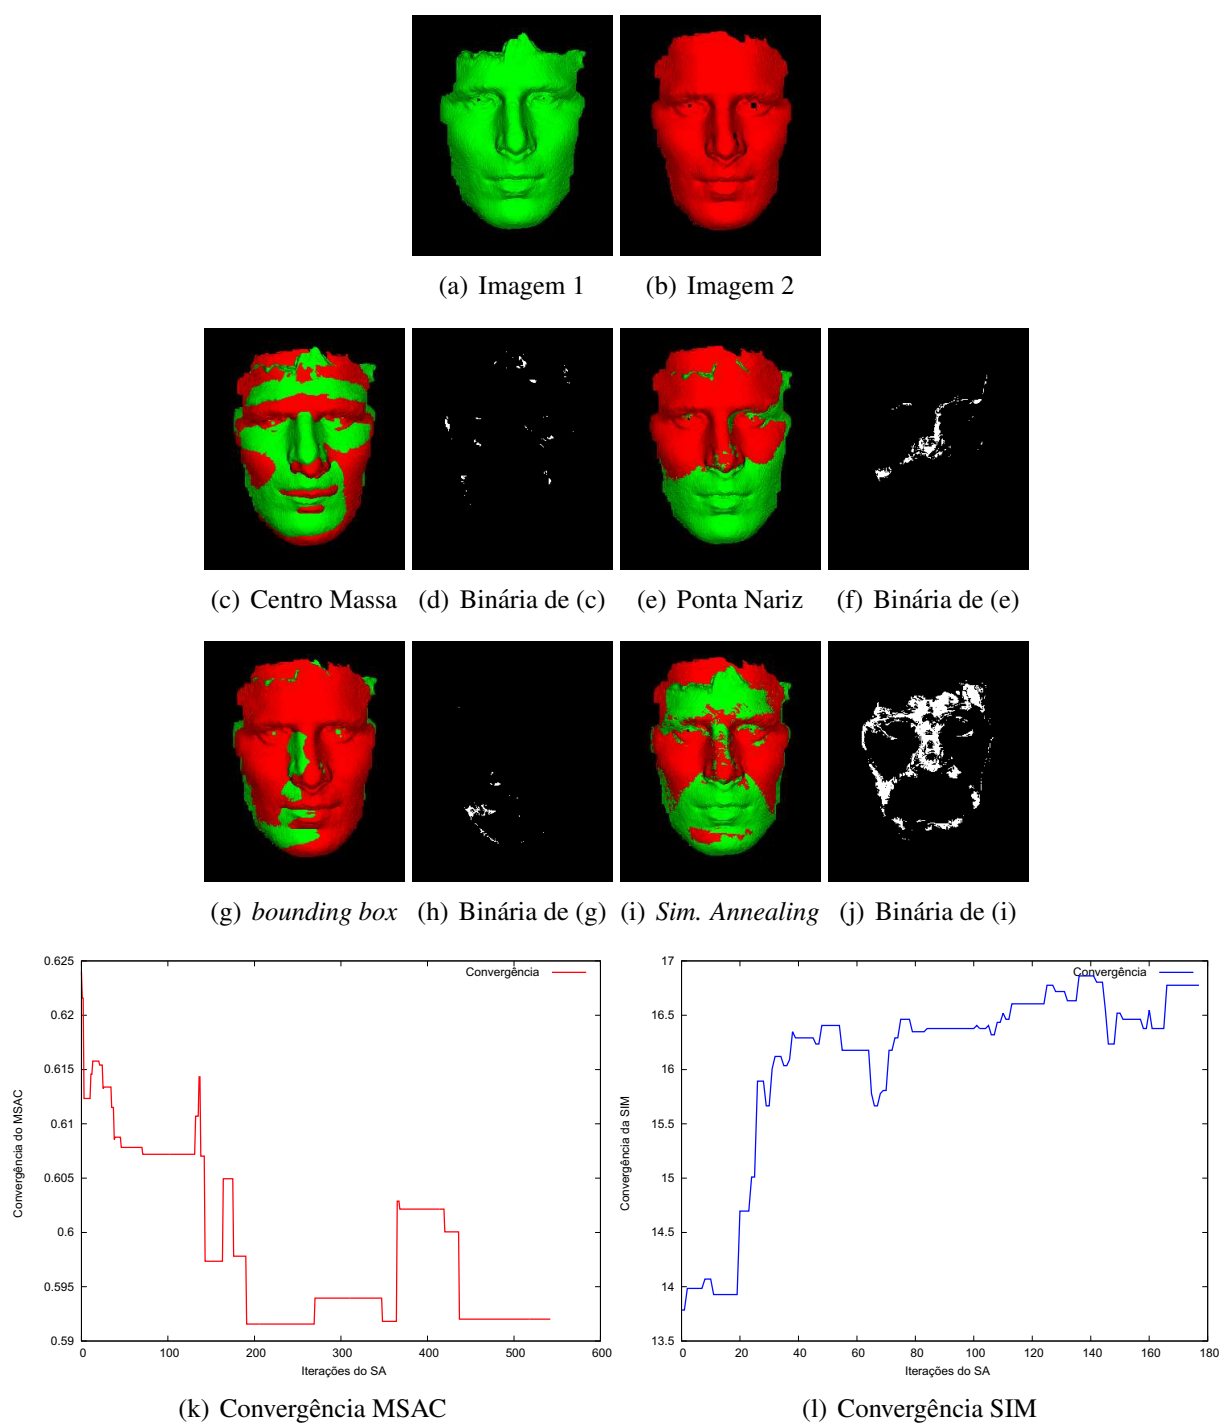 (a) Imagem 1 (b) Imagem 2
(c) Centro Massa (d) Binária de (c) (e) Ponta Nariz (f) Binária de (e)
(g) bounding box (h) Binária de (g) (i) Sim. Annealing (j) Binária de (i)
0.625
0.62
0.615
0.61
0.605
0.6
0.595
0.59
Convergência do MSAC
Convergência
0 100 200 300 400 500 600
Iterações do SA
(k) Convergência MSAC
17
16.5
16
15.5
15
14.5
14
13.5
Convergência da SIM
Convergência
0 20 40 60 80 100 120 140 160 180
Iterações do SA
(l) Convergência SIM